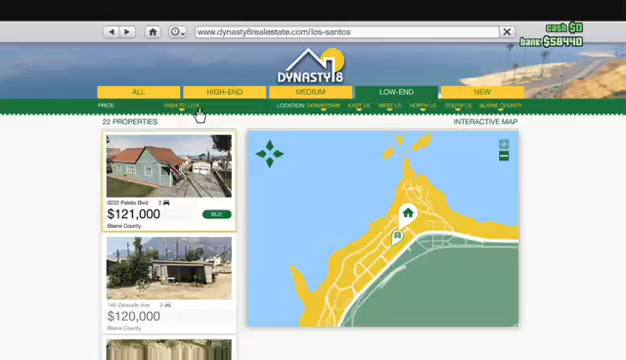 www.dynasty8realestate.com/los-santos
cash $0
bank $58440
DYNASTY8
ALL HIGH-END MEDIUM LOW-END NEW
PRICE: HIGH TO LOW LOCATION: DOWNTOWN EAST LS WEST LS NORTH LS SOUTH LS BLAINE COUNTY
22 PROPERTIES INTERACTIVE MAP
0232 Paleto Blvd 2
$121,000 BUY
Blaine County
140 Zancudo Ave 2
$120,000
Blaine County